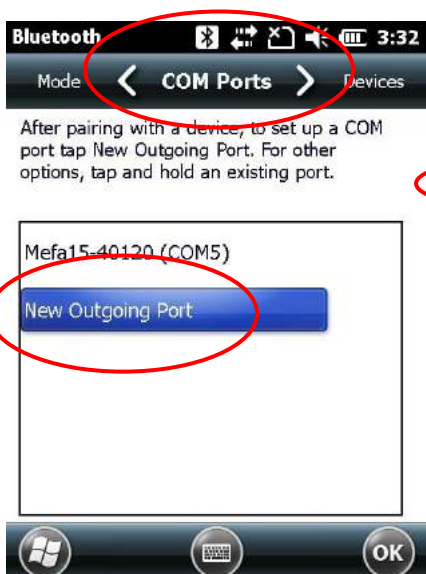 Bluetooth 3:32
Mode COM Ports Devices
After pairing with a device, to set up a COM
port tap New Outgoing Port. For other
options, tap and hold an existing port.
Mefa15-40120 (COM5)
New Outgoing Port
OK